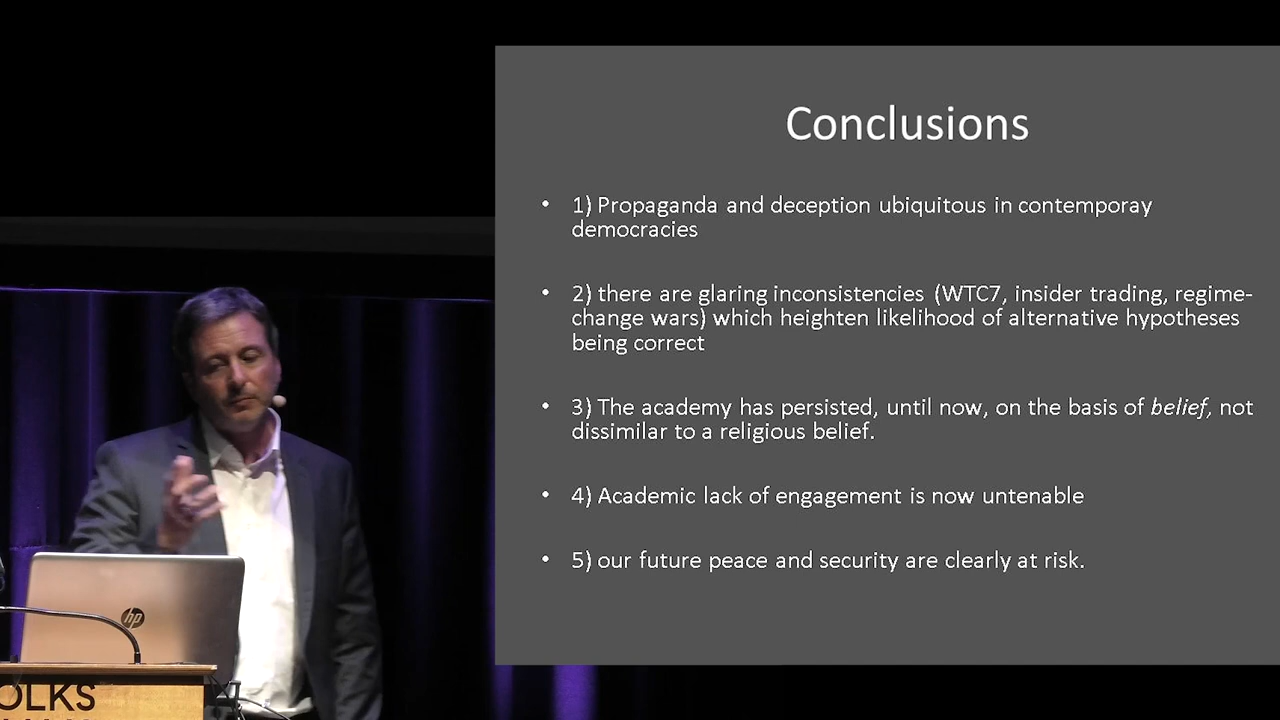 Conclusions
• 1) Propaganda and deception ubiquitous in contemporay
democracies
• 2) there are glaring inconsistencies (WTC7, insider trading, regime-
change wars) which heighten likelihood of alternative hypotheses
being correct
• 3) The academy has persisted, until now, on the basis of belief, not
dissimilar to a religious belief.
• 4) Academic lack of engagement is now untenable
• 5) our future peace and security are clearly at risk.
hp
OLKS